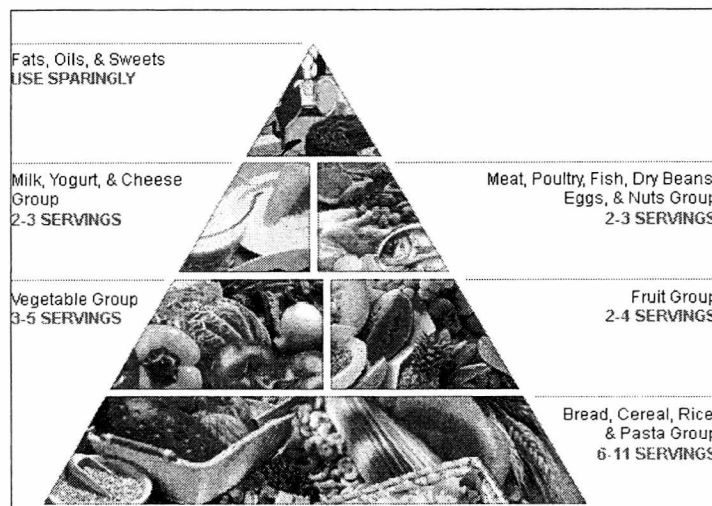 Fats, Oils, & Sweets
USE SPARINGLY
Milk, Yogurt, & Cheese
Group
2-3 SERVINGS
Meat, Poultry, Fish, Dry Beans,
Eggs, & Nuts Group
2-3 SERVINGS
Vegetable Group
3-5 SERVINGS
Fruit Group
2-4 SERVINGS
Bread, Cereal, Rice,
& Pasta Group
6-11 SERVINGS